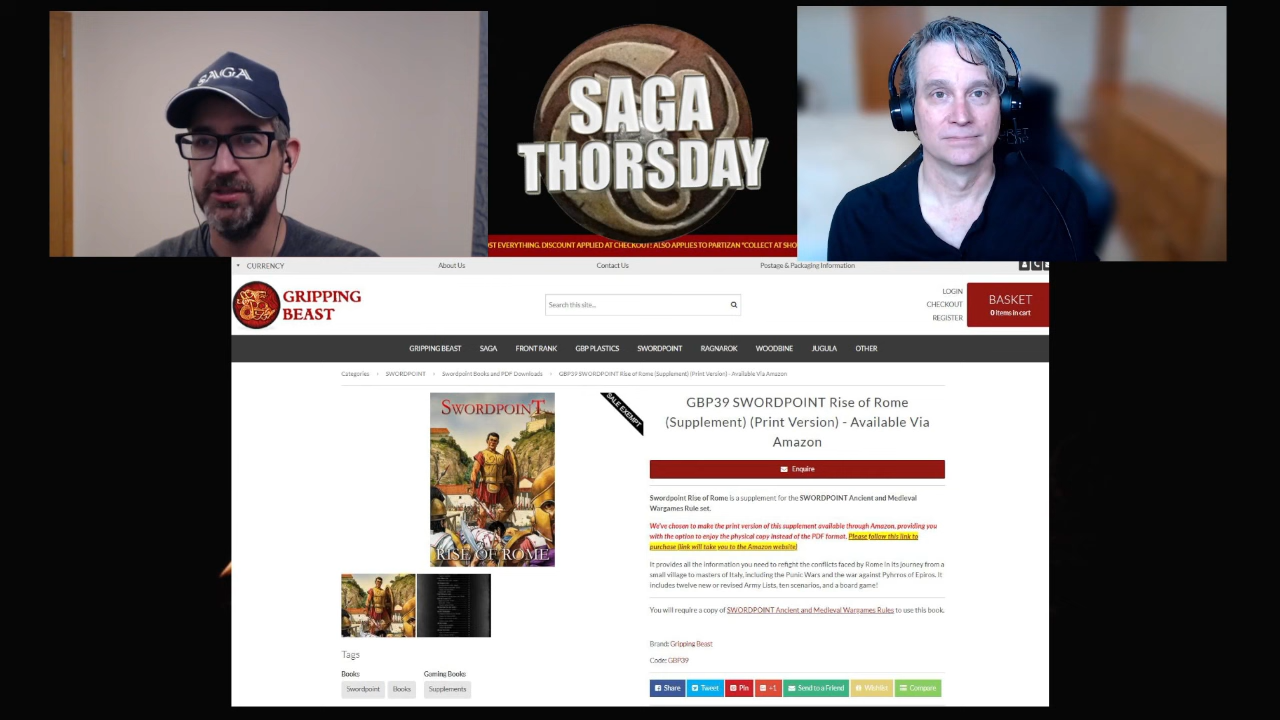 SAGA
SAGA
THORSDAY
ST EVERYTHING. DISCOUNT APPLIED AT CHECKOUT! ALSO APPLIES TO PARTIZAN "COLLECT AT SHO
CURRENCY
About Us
Contact Us
Postage & Packaging Information
GRIPPING
BEAST
Search this site...
LOGIN
CHECKOUT
REGISTER
BASKET
0 items in cart
GRIPPING BEAST SAGA FRONT RANK GBP PLASTICS SWORDPOINT RAGNAROK WOODBINE JUGULA OTHER
Categories › SWORDPOINT › Swordpoint Books and PDP Downloads › GBP39 SWORDPOINT Rise of Rome (Supplement) (Print Version) - Available Via Amazon
SWORDPOINT
RISE OF ROME
SALE EXEMPT
GBP39 SWORDPOINT Rise of Rome
(Supplement) (Print Version) - Available Via
Amazon
Enquire
Swordpoint Rise of Rome is a supplement for the SWORDPOINT Ancient and Medieval
Wargames Rule set.
We've chosen to make the print version of this supplement available through Amazon, providing you
with the option to enjoy the physical copy instead of the PDF format. Please follow this link to
purchase (link will take you to the Amazon website)
It provides all the information you need to refight the conflicts faced by Rome in its journey from a
small village to masters of Italy, including the Punic Wars and the war against Pyhrros of Epiros. It
includes twelve new or revised Army Lists, ten scenarios, and a board game!
You will require a copy of SWORDPOINT Ancient and Medieval Wargames Rules to use this book.
Brand: Gripping Beast
Code: GBP39
Tags
Books
Gaming Books
Swordpoint
Books
Supplements
Share
Tweet
Pin
+1
Send to a Friend
Wishlist
Compare